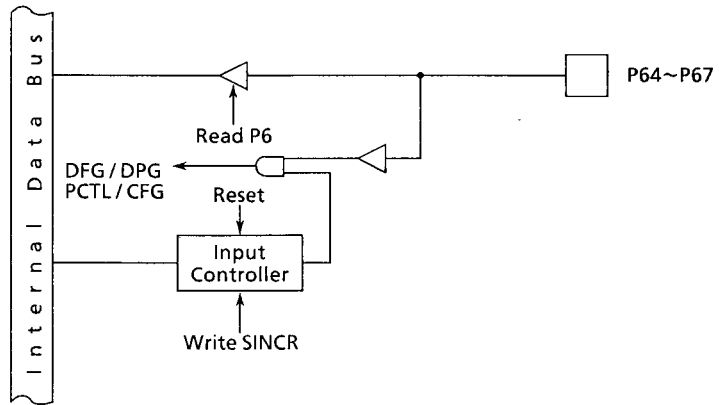 Internal Data Bus
P64~P67
Read P6
DFG / DPG
PCTL / CFG
Reset
Input
Controller
Write SINCR